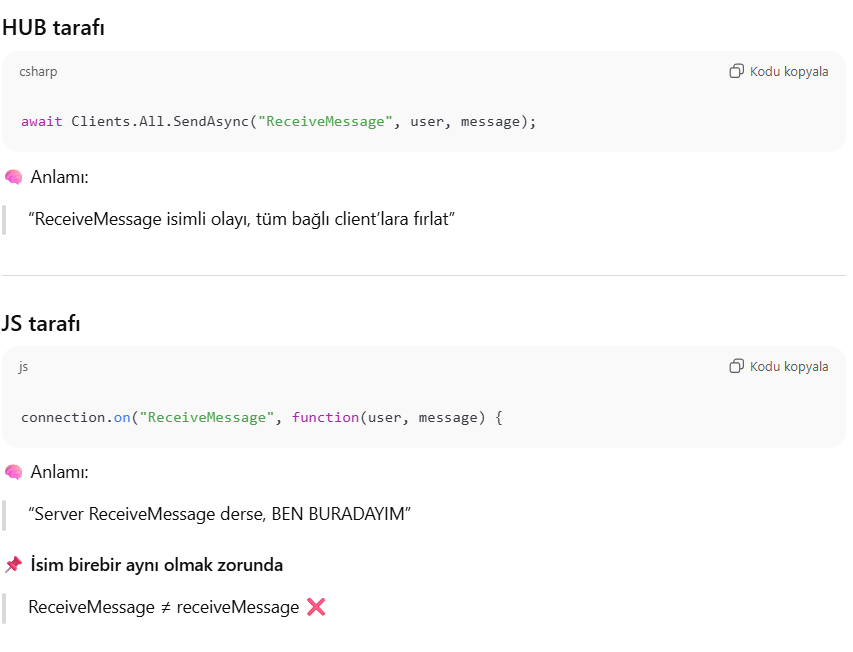 HUB tarafı
csharp
Kodu kopyala
await Clients.All.SendAsync("ReceiveMessage", user, message);
🧠 Anlamı:
“ReceiveMessage isimli olayı, tüm bağlı client’lara fırlat”
JS tarafı
js
Kodu kopyala
connection.on("ReceiveMessage", function(user, message) {
🧠 Anlamı:
“Server ReceiveMessage derse, BEN BURADAYIM”
📌 İsim birebir aynı olmak zorunda
ReceiveMessage ≠ receiveMessage ❌